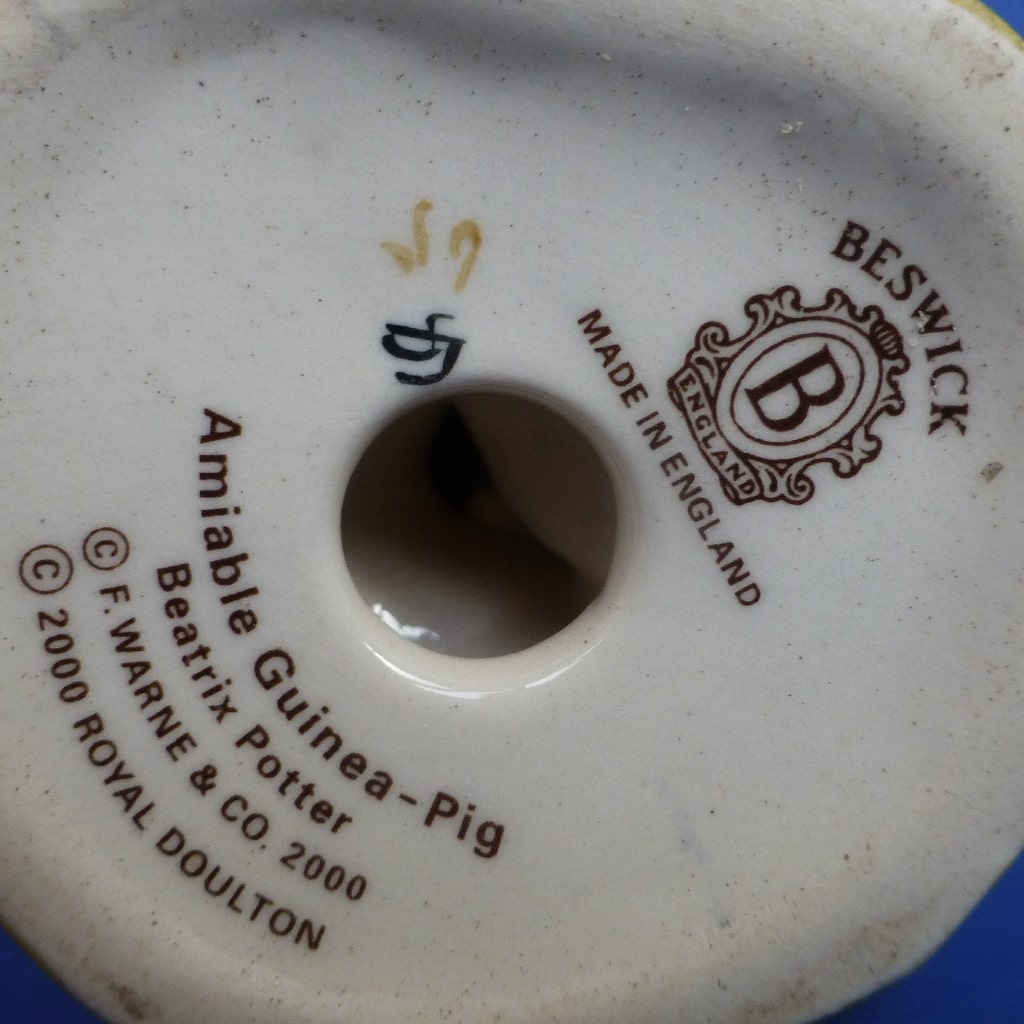 BESWICK
B
ENGLAND
MADE IN ENGLAND
Amiable Guinea-Pig
Beatrix Potter
© F. WARNE & CO. 2000
© 2000 ROYAL DOULTON